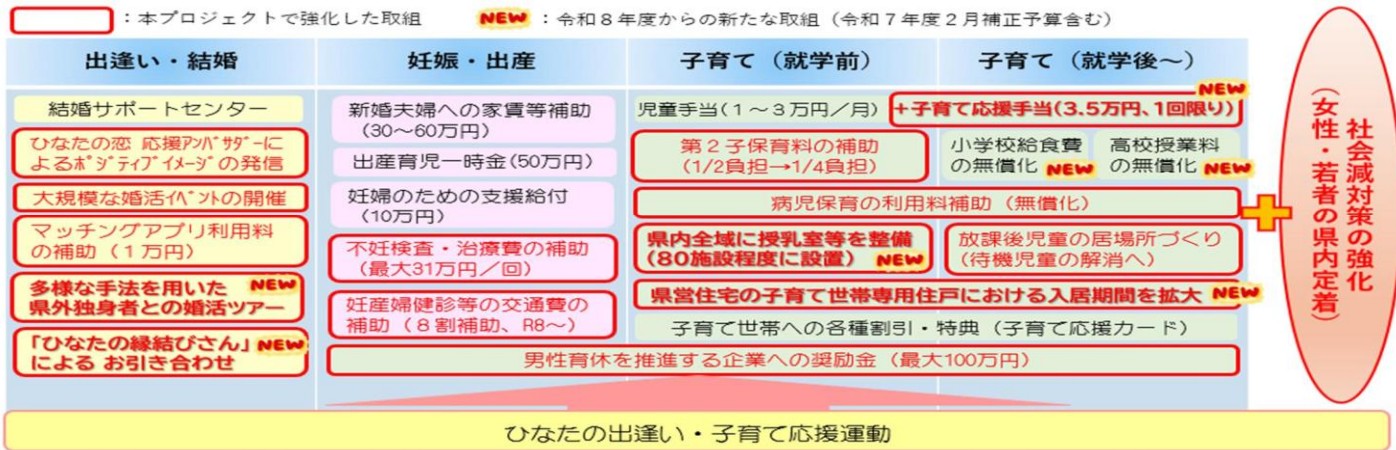 ：本プロジェクトで強化した取組
NEW ：令和８年度からの新たな取組（令和７年度２月補正予算含む）
出逢い・結婚
結婚サポートセンター
ひなたの恋 応援ｱﾝﾊﾞｻﾀﾞｰに
よるﾎﾟｼﾞﾃｨﾌﾞｲﾒｰｼﾞの発信
大規模な婚活ｲﾍﾞﾝﾄの開催
マッチングアプリ利用料
の補助（１万円）
多様な手法を用いた NEW
県外独身者との婚活ツアー
「ひなたの縁結びさん」NEW
による お引き合わせ
妊娠・出産
新婚夫婦への家賃等補助
（30～60万円）
出産育児一時金（50万円）
妊婦のための支援給付
（10万円）
不妊検査・治療費の補助
（最大31万円／回）
妊産婦健診等の交通費の
補助（８割補助、R8～）
子育て（就学前）
子育て（就学後～）
児童手当（１～３万円／月）
NEW
＋子育て応援手当（3.5万円、1回限り）
第２子保育料の補助
（1/2負担→1/4負担）
小学校給食費
の無償化 NEW
高校授業料
の無償化 NEW
病児保育の利用料補助（無償化）
県内全域に授乳室等を整備
（80施設程度に設置） NEW
放課後児童の居場所づくり
（待機児童の解消へ）
県営住宅の子育て世帯専用住戸における入居期間を拡大 NEW
子育て世帯への各種割引・特典（子育て応援カード）
男性育休を推進する企業への奨励金（最大100万円）
社会減対策の強化
（女性・若者の県内定着）
ひなたの出逢い・子育て応援運動